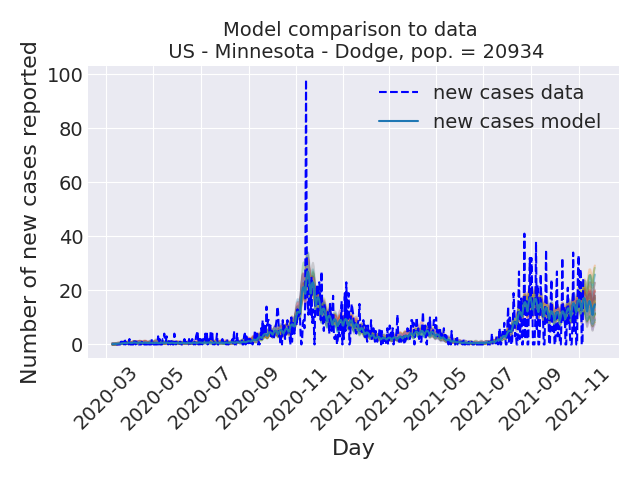 Model comparison to data
US - Minnesota - Dodge, pop. = 20934
Number of new cases reported
100
80
60
40
20
0
new cases data
new cases model
2020-03
2020-05
2020-07
2020-09
2020-11
2021-01
2021-03
2021-05
2021-07
2021-09
2021-11
Day